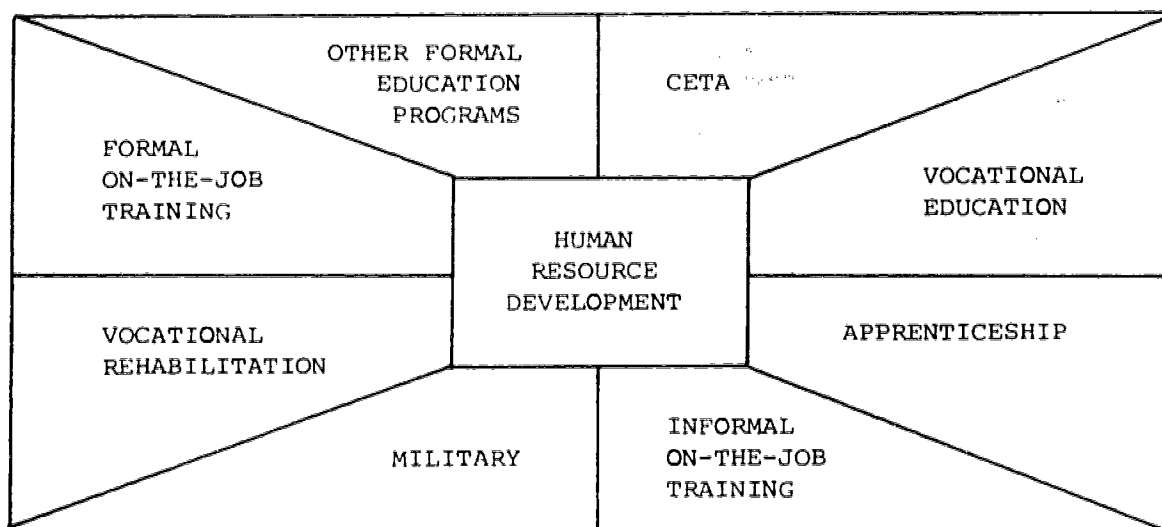 OTHER FORMAL
EDUCATION
PROGRAMS
CETA
FORMAL
ON-THE-JOB
TRAINING
VOCATIONAL
EDUCATION
HUMAN
RESOURCE
DEVELOPMENT
VOCATIONAL
REHABILITATION
APPRENTICESHIP
MILITARY
INFORMAL
ON-THE-JOB
TRAINING